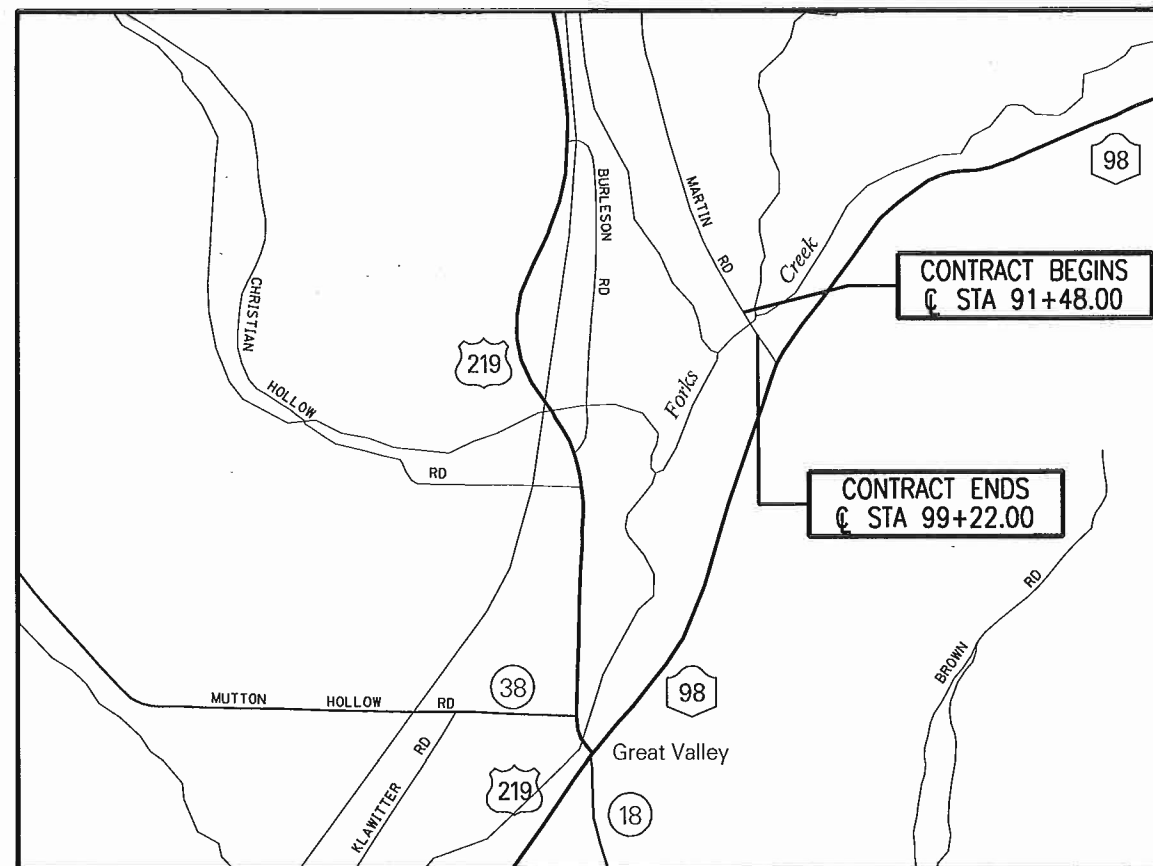 98
BURLESON RD
MARTIN RD
Creek
CONTRACT BEGINS
℄ STA 91+48.00
CHRISTIAN
HOLLOW
RD
219
Forks
CONTRACT ENDS
℄ STA 99+22.00
BROWN RD
MUTTON HOLLOW RD
38
98
KLAWITTER RD
Great Valley
219
18